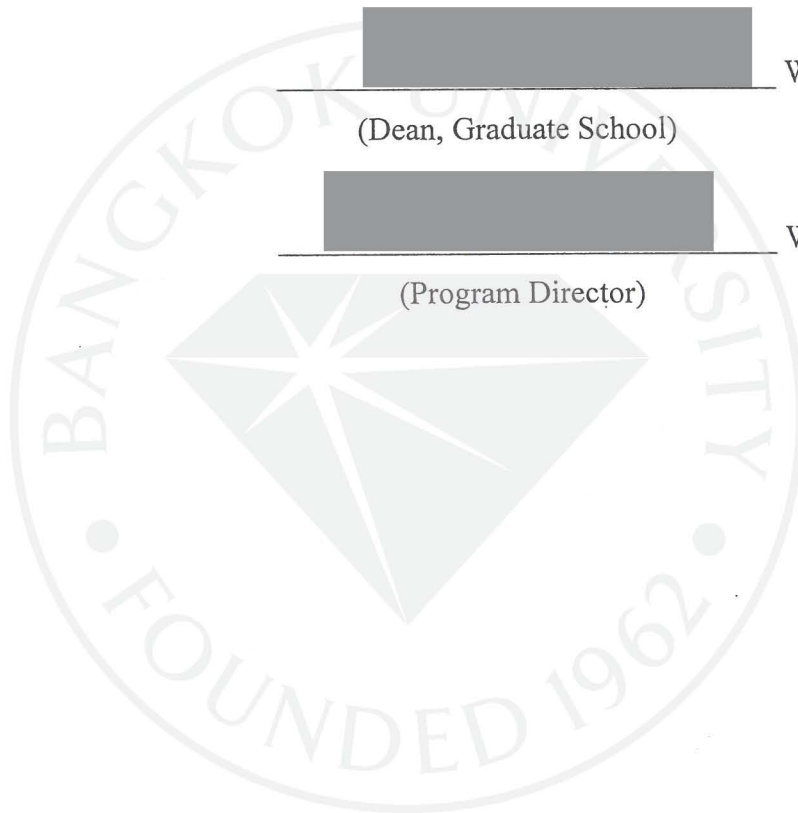 W
(Dean, Graduate School)
W
(Program Director)
BANGKOK UNIVERSITY
• FOUNDED 1962 •